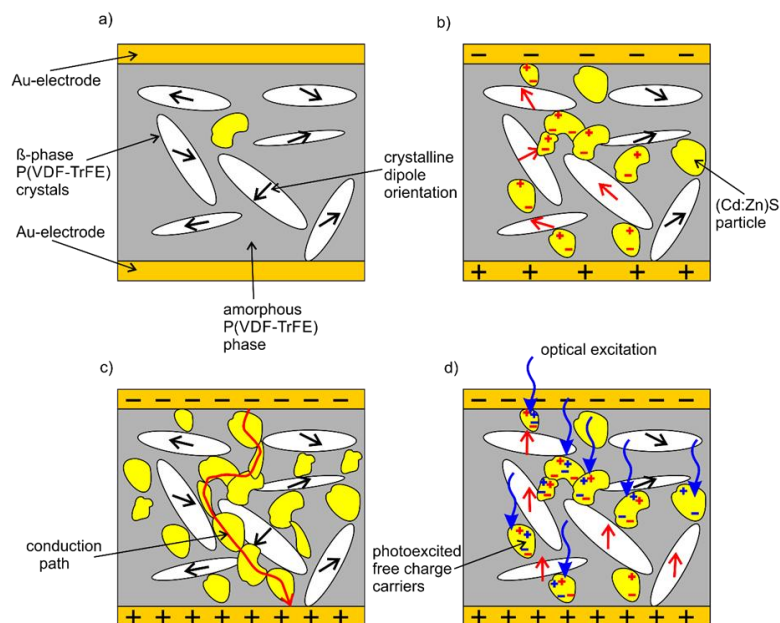 a)
b)
Au-electrode
ß-phase
P(VDF-TrFE)
crystals
Au-electrode
crystalline
dipole
orientation
amorphous
P(VDF-TrFE)
phase
− − − − −
(Cd:Zn)S
particle
+ + + + +
c)
optical excitation
d)
− − − − − − − −
conduction
path
photoexcited
free charge
carriers
+ + + + + + + +